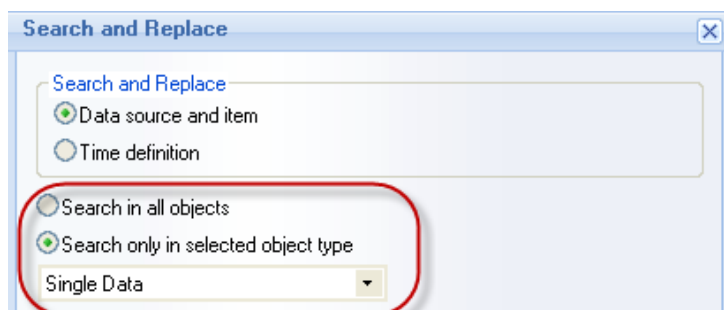 Search and Replace
Search and Replace
Data source and item
Time definition
Search in all objects
Search only in selected object type
Single Data